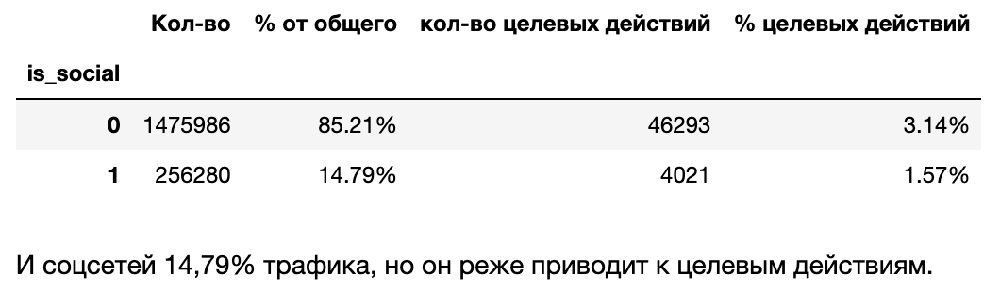 Кол-во % от общего кол-во целевых действий % целевых действий
is_social
0 1475986 85.21% 46293 3.14%
1 256280 14.79% 4021 1.57%
И соцсетей 14,79% трафика, но он реже приводит к целевым действиям.